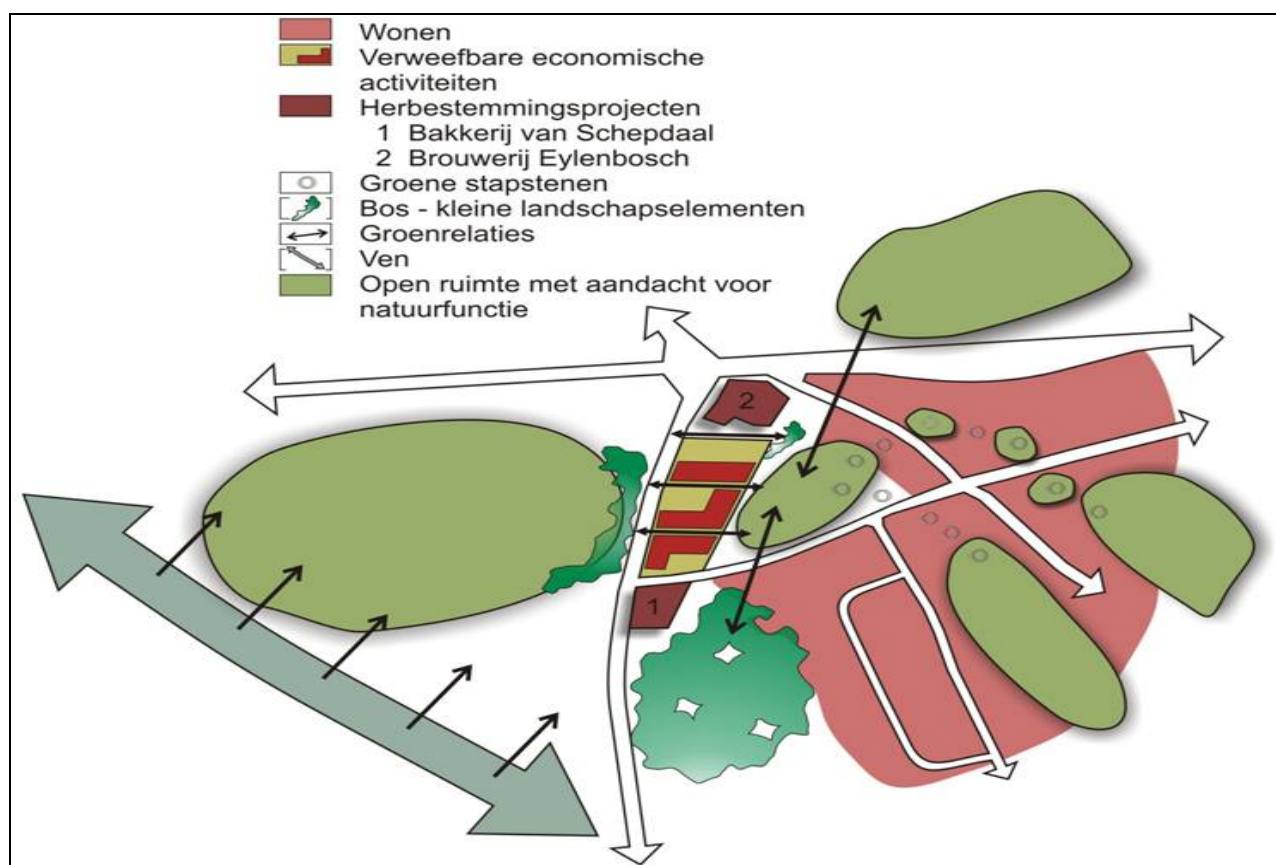 Wonen
Verweefbare economische
activiteiten
Herbestemmingsprojecten
1 Bakkerij van Schepdaal
2 Brouwerij Eylenbosch
Groene stapstenen
Bos - kleine landschapselementen
Groenrelaties
Ven
Open ruimte met aandacht voor
natuurfunctie
2
1